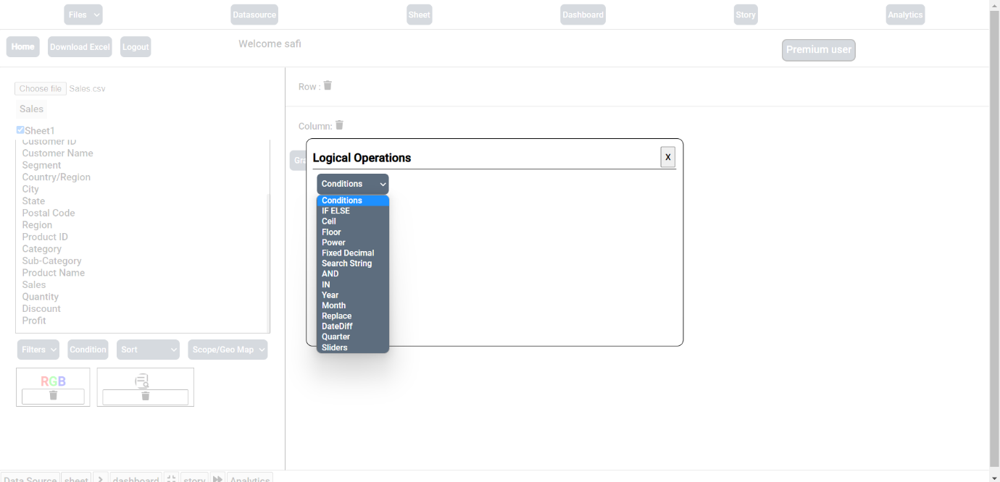 Files
Datasource
Sheet
Dashboard
Story
Analytics
Home
Download Excel
Logout
Welcome safi
Premium user
Choose file Sales.csv
Sales
Sheet1
Customer ID
Customer Name
Segment
Country/Region
City
State
Postal Code
Region
Product ID
Category
Sub-Category
Product Name
Sales
Quantity
Discount
Profit
Filters
Condition
Sort
Scope/Geo Map
RGB
Row :
Column:
Gra
Logical Operations
X
Conditions
Conditions
IF ELSE
Ceil
Floor
Power
Fixed Decimal
Search String
AND
IN
Year
Month
Replace
DateDiff
Quarter
Sliders
Data Source
sheet
dashboard
story
Analytics